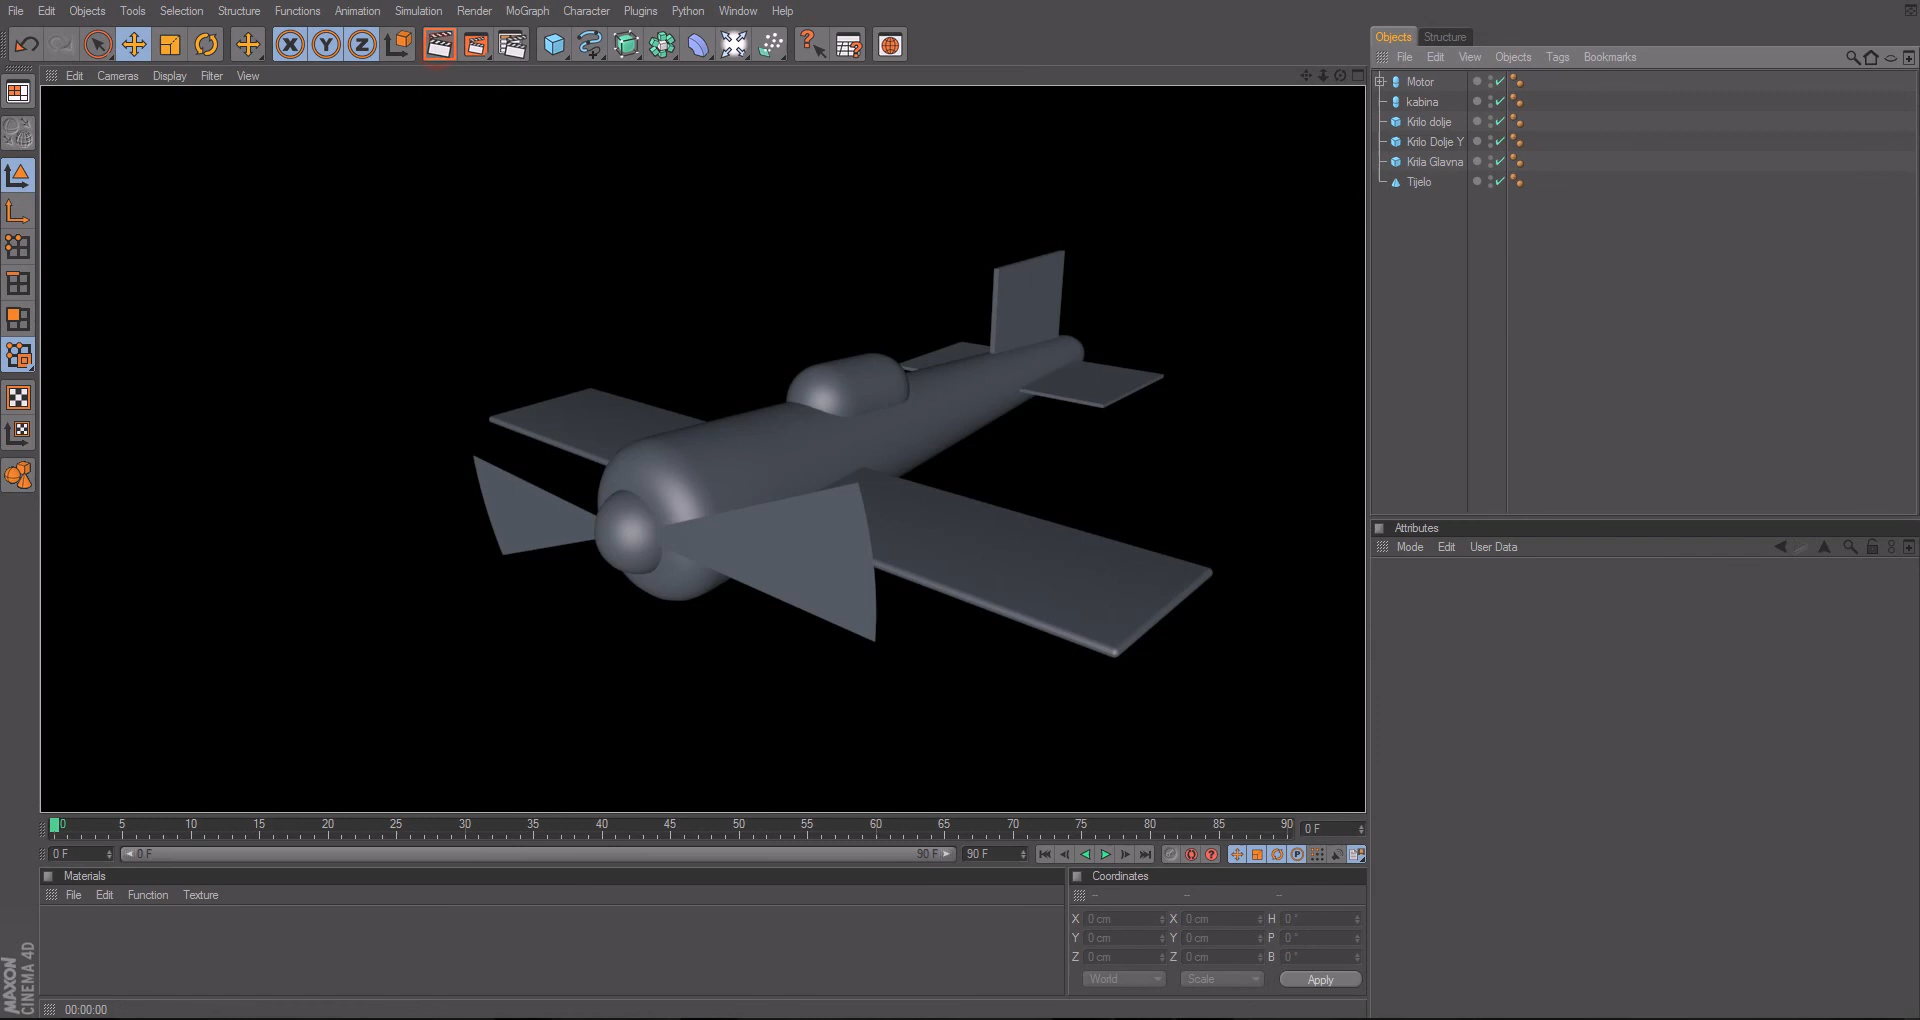 File Edit Objects Tools Selection Structure Functions Animation Simulation Render MoGraph Character Plugins Python Window Help
X Y Z
Edit Cameras Display Filter View
Objects Structure
File Edit View Objects Tags Bookmarks
Motor
kabina
Krilo dolje
Krilo Dolje Y
Krila Glavna
Tijelo
Attributes
Mode Edit User Data
0 5 10 15 20 25 30 35 40 45 50 55 60 65 70 75 80 85 90 0 F
0 F 0 F 90 F 90 F
Materials
File Edit Function Texture
Coordinates
-- -- --
X 0 cm X 0 cm H 0 °
Y 0 cm Y 0 cm P 0 °
Z 0 cm Z 0 cm B 0 °
World Scale Apply
MAXON
CINEMA 4D
00:00:00